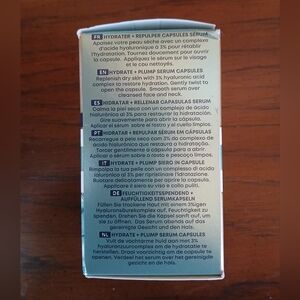 FR HYDRATER + REPULPER CAPSULES SÉRUM
Apaisez votre peau sèche avec un complexe
d'acide hyaluronique à 3% pour rétablir
l'hydratation. Tournez doucement pour ouvrir
la capsule. Appliquez le sérum sur le visage
et le cou nettoyés.
EN HYDRATE + PLUMP SERUM CAPSULES
Replenish dry skin with 3% hyaluronic acid
complex to restore hydration. Gently twist to
open the capsule. Smooth serum over
cleansed face and neck.
ES HIDRATAR + RELLENAR CAPASULAS SERUM
Calma la piel seca con un complejo de ácido
hialurónico al 3% para restaurar la hidratación.
Gire suavemente para abrir la cápsula.
Aplicar el sérum sobre el rostro y el cuello limpios.
PT HIDRATAR + REPULPAR SÉRUM EM CÁPSULAS
Recarregue a pele seca com 3% de complexo de
ácido hialurónico para restaurar a hidratação.
Torcer gentilmente a cápsula para a abrir.
Aplicar o sérum sobre o rosto e pescoço limpos.
IT HYDRATE + PLUMP SIERO IN CAPSULE
Rimpolpa la tua pelle con un complesso di acido
ialuronico al 3% per ripristinare l'idratazione.
Ruotare delicatamente per aprire la capsula.
Applicare il siero su viso e collo puliti.
DE FEUCHTIGKEITSSPENDEND +
AUFFÜLLEND SERUMKAPSELN
Füllen Sie trockene Haut mit einem 3%igen
Hyaluronsäurekomplex auf, um Feuchtigkeit zu
spenden. Drehen Sie die Kapsel sanft auf, um
sie zu öffnen. Das Serum abends auf das
gereinigte Gesicht und den Hals.
NL HYDRATE + PLUMP SERUM CAPSULES
Vult de vochtarme huid aan met 3%
hyaluronzuurcomplex om de hydratatie te
herstellen. Draai voorzichtig om de capsule te
openen. Verdeel het serum over het gereinigde
gezicht en de hals.